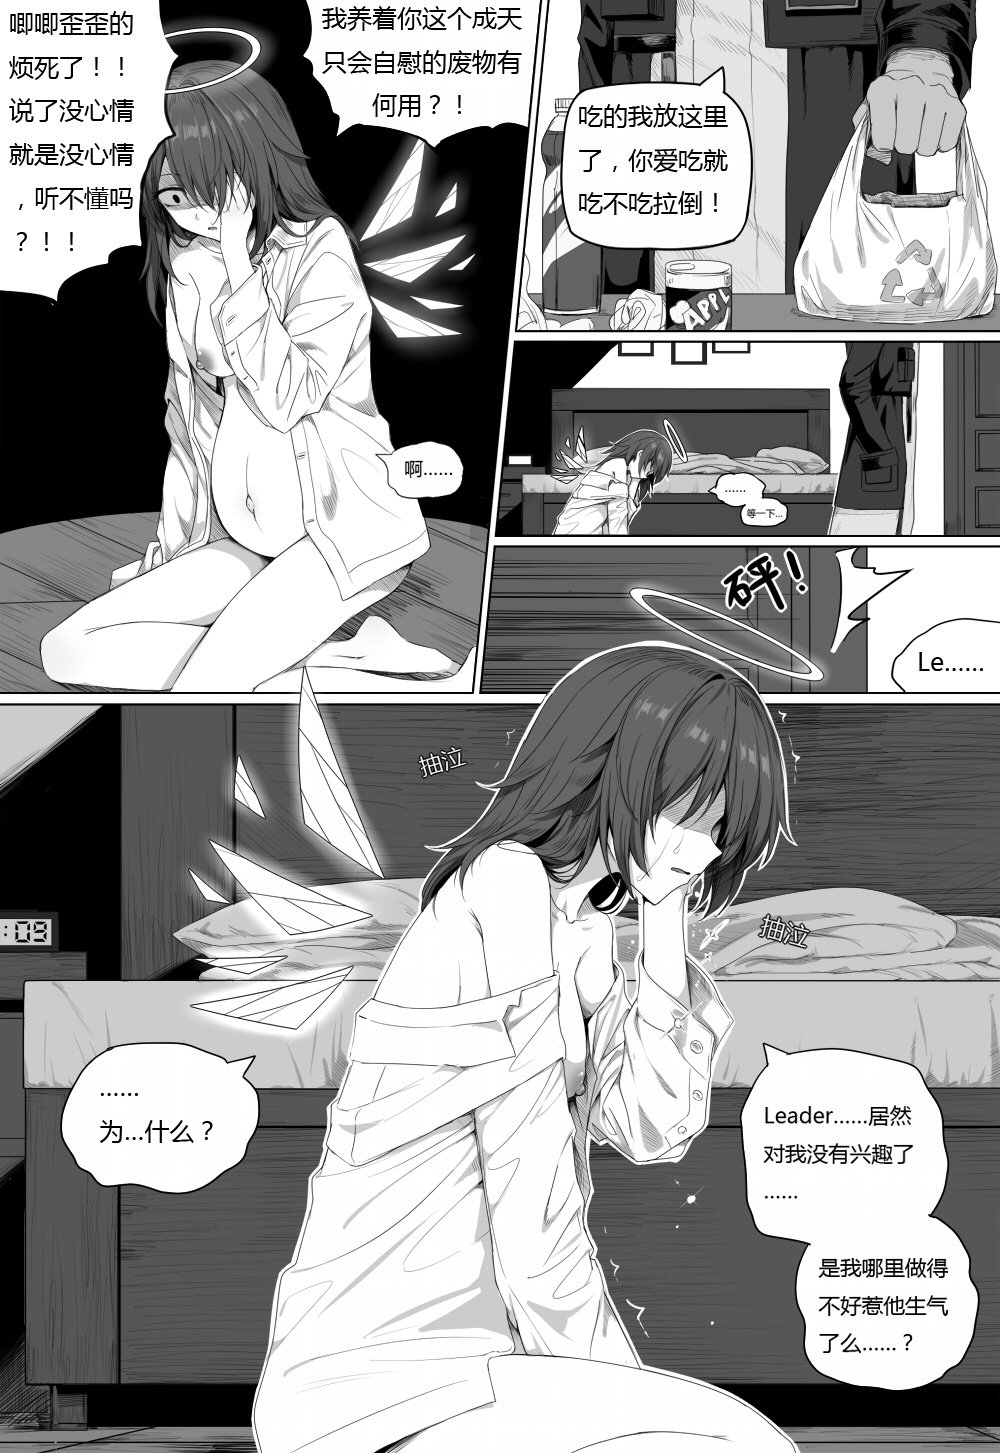 唧唧歪歪的
烦死了！！
说了没心情
就是没心情
，听不懂吗
？！！
我养着你这个成天
只会自慰的废物有
何用？！
啊……
吃的我放这里
了，你爱吃就
吃不吃拉倒！
APPL
……
等一下…
砰！
Le……
抽泣
抽泣
:09
……
为…什么？
Leader……居然
对我没有兴趣了
……
是我哪里做得
不好惹他生气
了么……？